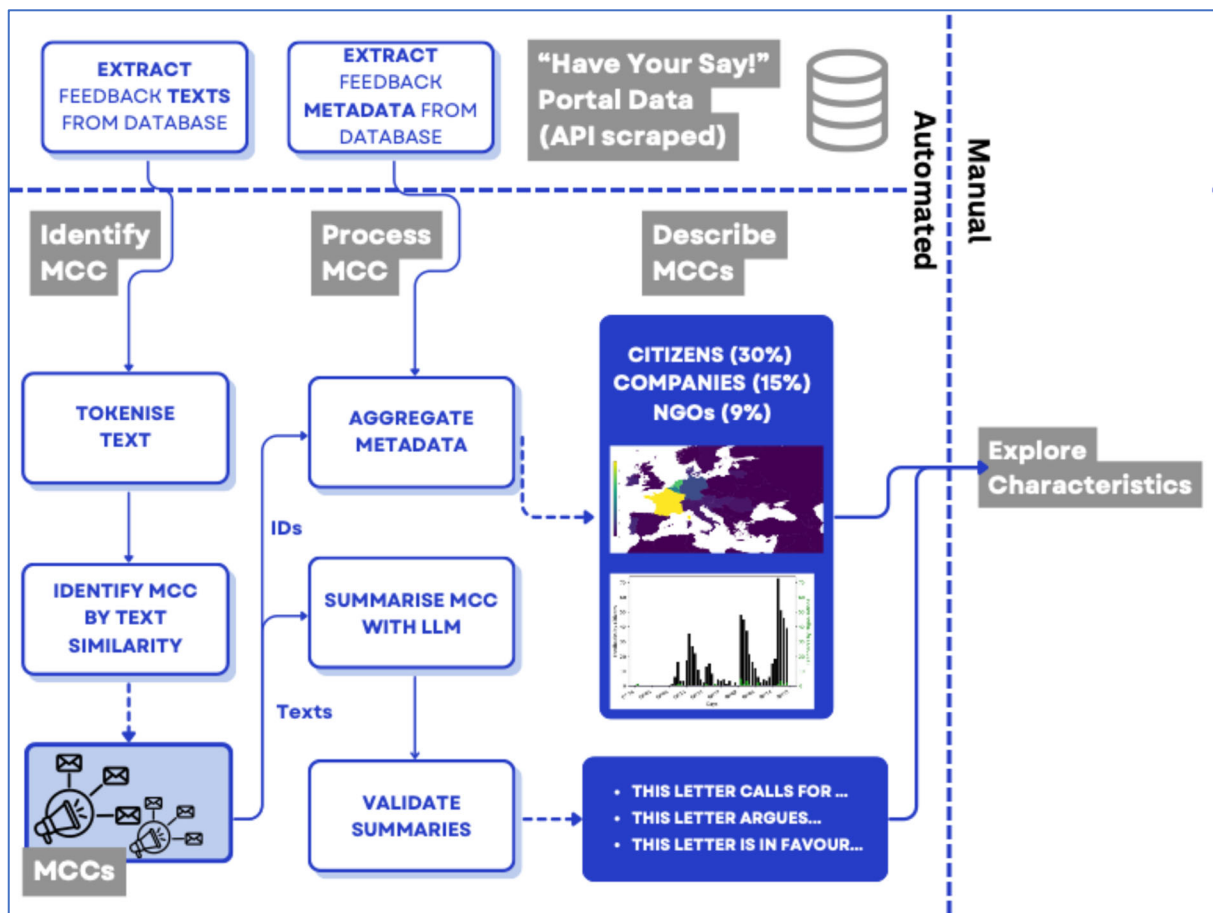 EXTRACT
FEEDBACK TEXTS
FROM DATABASE
EXTRACT
FEEDBACK
METADATA FROM
DATABASE
“Have Your Say!”
Portal Data
(API scraped)
Automated
Manual
Identify
MCC
Process
MCC
Describe
MCCs
TOKENISE
TEXT
IDENTIFY MCC
BY TEXT
SIMILARITY
MCCs
IDs
Texts
AGGREGATE
METADATA
SUMMARISE MCC
WITH LLM
VALIDATE
SUMMARIES
CITIZENS (30%)
COMPANIES (15%)
NGOs (9%)
• THIS LETTER CALLS FOR ...
• THIS LETTER ARGUES...
• THIS LETTER IS IN FAVOUR...
Explore
Characteristics